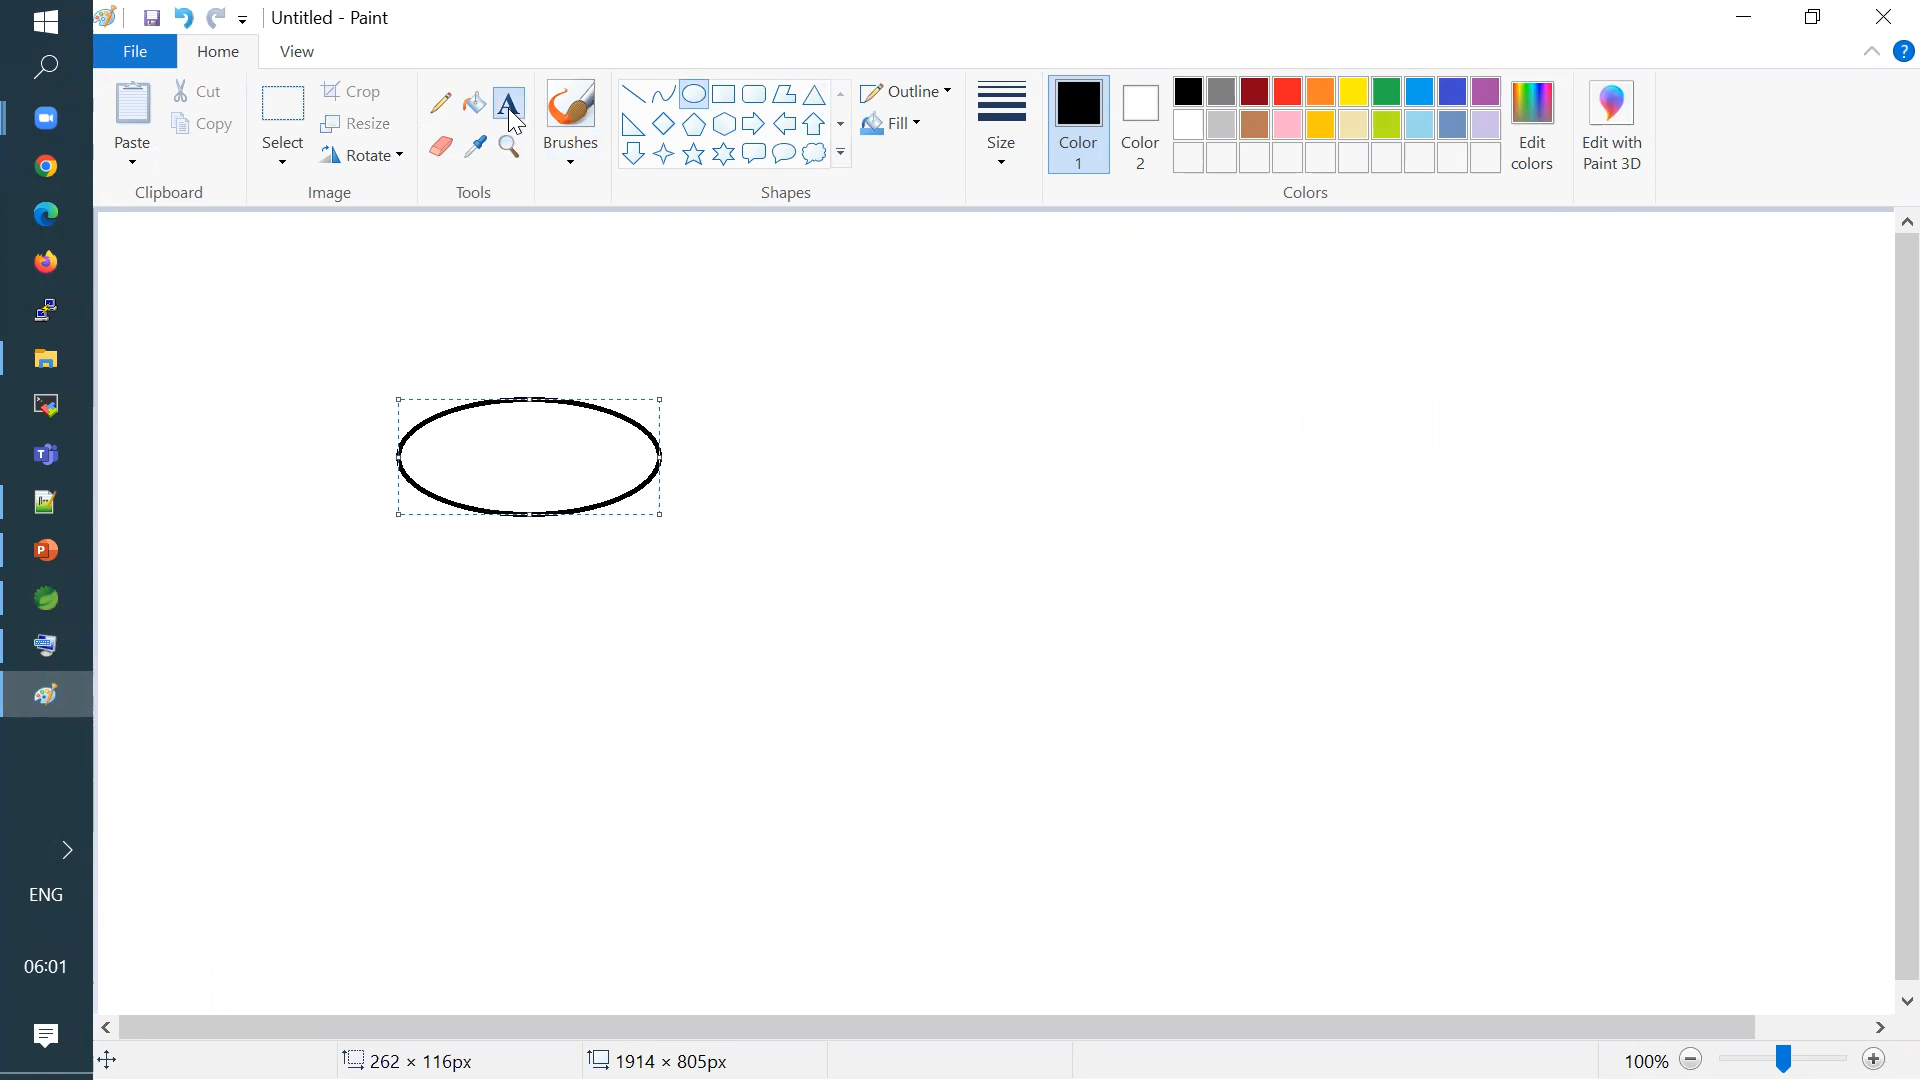 Untitled - Paint
File
Home
View
Paste
Cut
Copy
Clipboard
Select
Crop
Resize
Rotate
Image
A
Tools
Brushes
Shapes
Outline
Fill
Size
Color
1
Color
2
Colors
Edit
colors
Edit with
Paint 3D
ENG
06:01
262 × 116px
1914 × 805px
100%